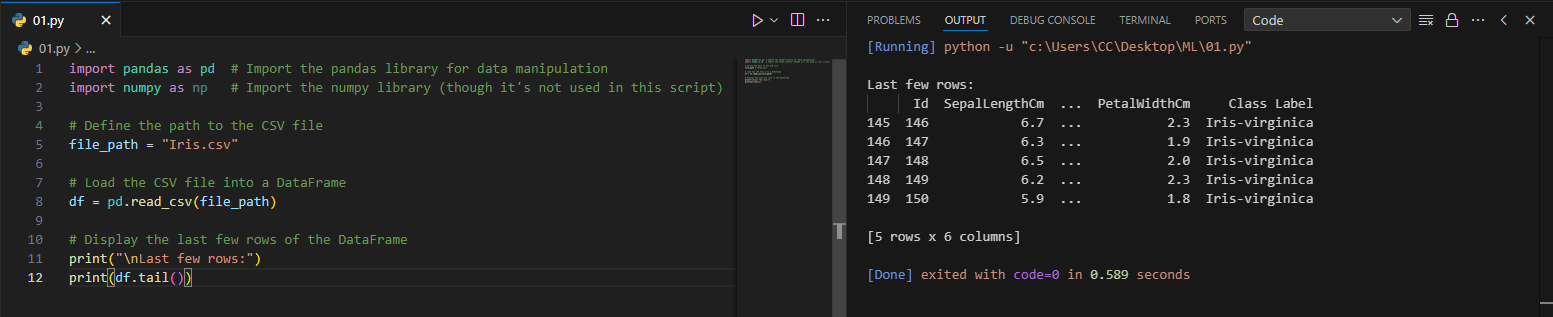 01.py
01.py > ...
1 import pandas as pd  # Import the pandas library for data manipulation
2 import numpy as np   # Import the numpy library (though it's not used in this script)
3
4 # Define the path to the CSV file
5 file_path = "Iris.csv"
6
7 # Load the CSV file into a DataFrame
8 df = pd.read_csv(file_path)
9
10 # Display the last few rows of the DataFrame
11 print("\nLast few rows:")
12 print(df.tail())
PROBLEMS OUTPUT DEBUG CONSOLE TERMINAL PORTS Code
[Running] python -u "c:\Users\CC\Desktop\ML\01.py"
Last few rows:
      Id  SepalLengthCm  ...  PetalWidthCm     Class Label
145  146            6.7  ...           2.3  Iris-virginica
146  147            6.3  ...           1.9  Iris-virginica
147  148            6.5  ...           2.0  Iris-virginica
148  149            6.2  ...           2.3  Iris-virginica
149  150            5.9  ...           1.8  Iris-virginica
[5 rows x 6 columns]
[Done] exited with code=0 in 0.589 seconds